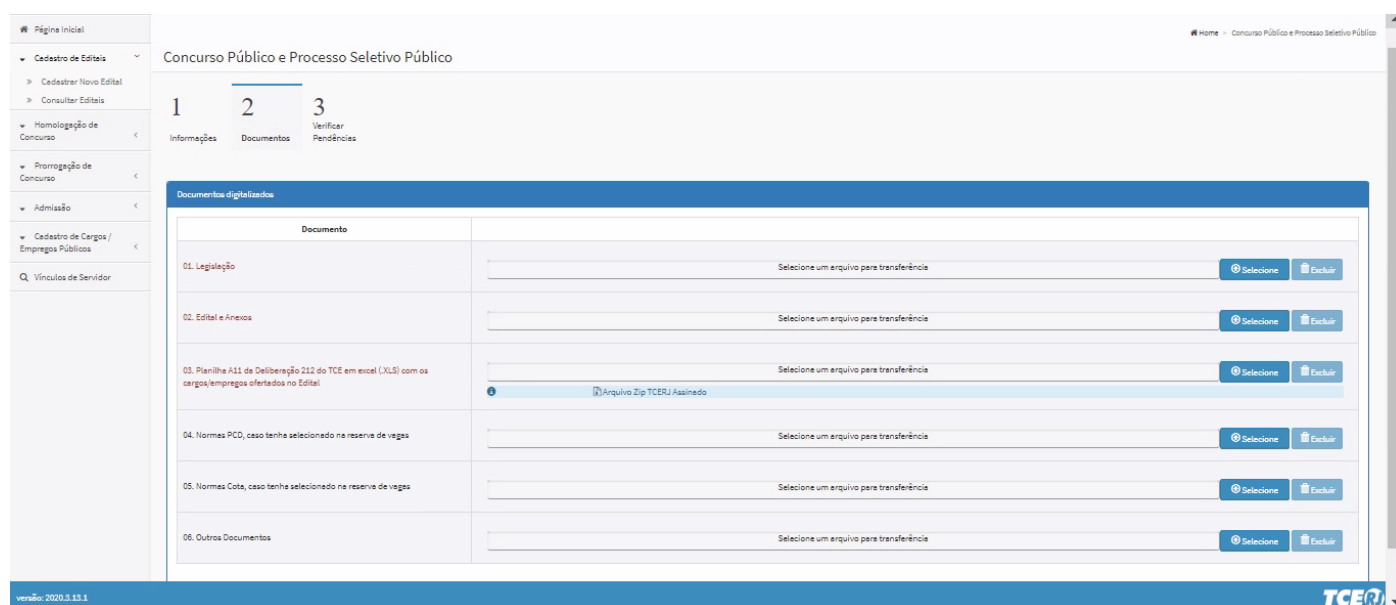 Página Inicial
Home > Concurso Público e Processo Seletivo Público
Cadastro de Editais
Concurso Público e Processo Seletivo Público
» Cadastrar Novo Edital
» Consultar Editais
1 2 3
Informações Documentos Verificar Pendências
Homologação de
Concurso
Prorrogação de
Concurso
Admissão
Cadastro de Cargos /
Empregos Públicos
Vínculos de Servidor
Documentos digitalizados
Documento
01. Legislação Selecione um arquivo para transferência Selecione Excluir
02. Edital e Anexos Selecione um arquivo para transferência Selecione Excluir
03. Planilha A11 da Deliberação 212 do TCE em excel (.XLS) com os Selecione um arquivo para transferência Selecione Excluir
cargos/empregos ofertados no Edital
Arquivo Zip TCERJ Assinado
04. Normas PCD, caso tenha selecionado na reserva de vagas Selecione um arquivo para transferência Selecione Excluir
05. Normas Cota, caso tenha selecionado na reserva de vagas Selecione um arquivo para transferência Selecione Excluir
06. Outros Documentos Selecione um arquivo para transferência Selecione Excluir
versão: 2020.3.13.1 TCERJ